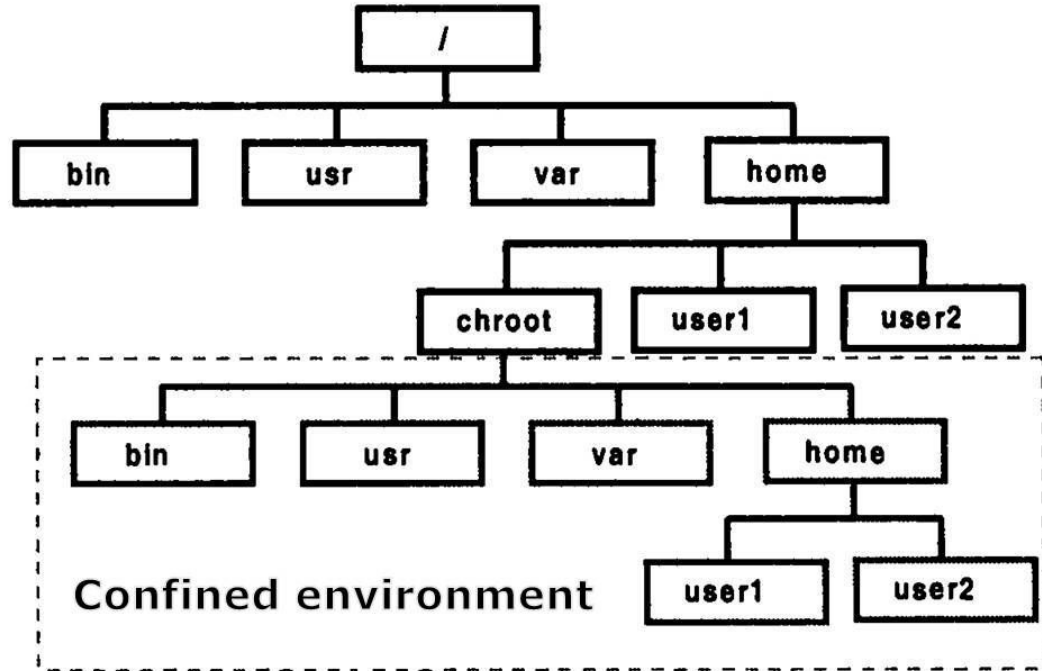 /
bin usr var home
chroot user1 user2
bin usr var home
user1 user2
Confined environment